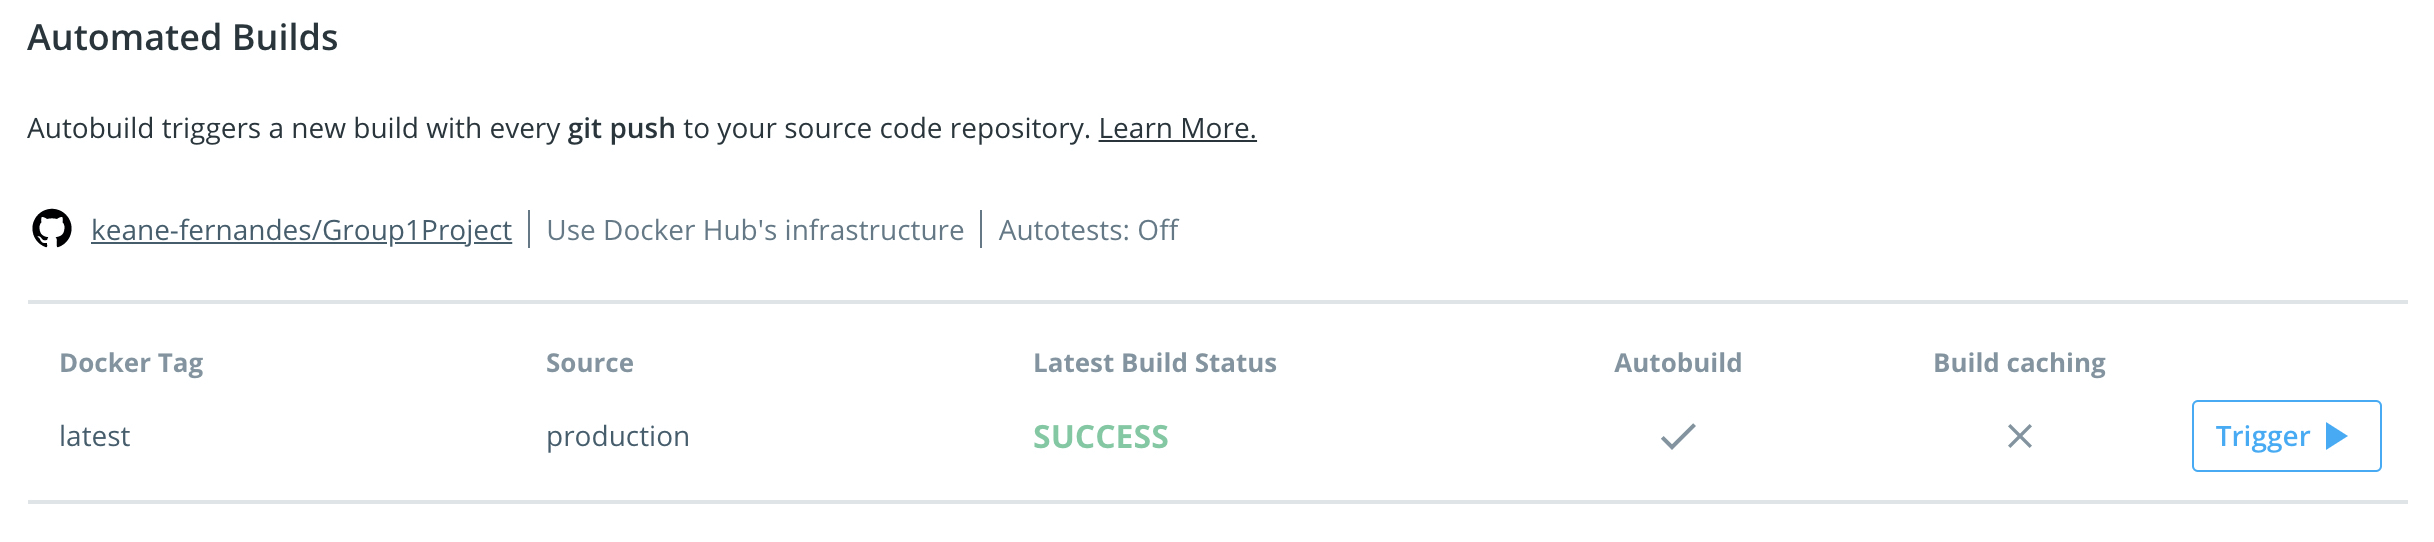 Automated Builds
Autobuild triggers a new build with every git push to your source code repository. Learn More.
keane-fernandes/Group1Project | Use Docker Hub's infrastructure | Autotests: Off
Docker Tag Source Latest Build Status Autobuild Build caching
latest production SUCCESS Trigger